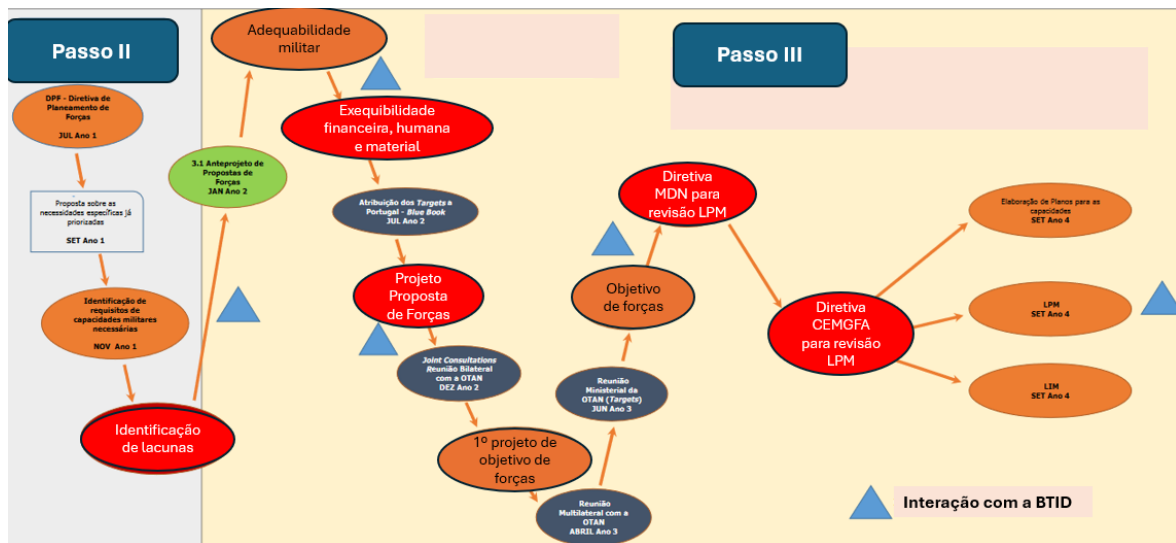 Passo II
DPF - Diretiva de
Planeamento de
Forças
JUL Ano 1
Proposta sobre as
necessidades específicas já
priorizadas
SET Ano 1
Identificação de
requisitos de
capacidades militares
necessárias
NOV Ano 1
Identificação
de lacunas
3.1 Anteprojeto de
Propostas de
Forças
JAN Ano 2
Adequabilidade
militar
Exequibilidade
financeira, humana
e material
Atribuição dos Targets a
Portugal - Blue Book
JUL Ano 2
Projeto
Proposta
de Forças
Joint Consultations
Reunião Bilateral
com a OTAN
DEZ Ano 2
1º projeto de
objetivo de
forças
Reunião
Multilateral com a
OTAN
ABRIL Ano 3
Reunião
Ministerial da
OTAN (Targets)
JUN Ano 3
Objetivo
de forças
Passo III
Diretiva
MDN para
revisão LPM
Diretiva
CEMGFA
para revisão
LPM
Elaboração de Planos para as
capacidades
SET Ano 4
LPM
SET Ano 4
LIM
SET Ano 4
Interação com a BTID